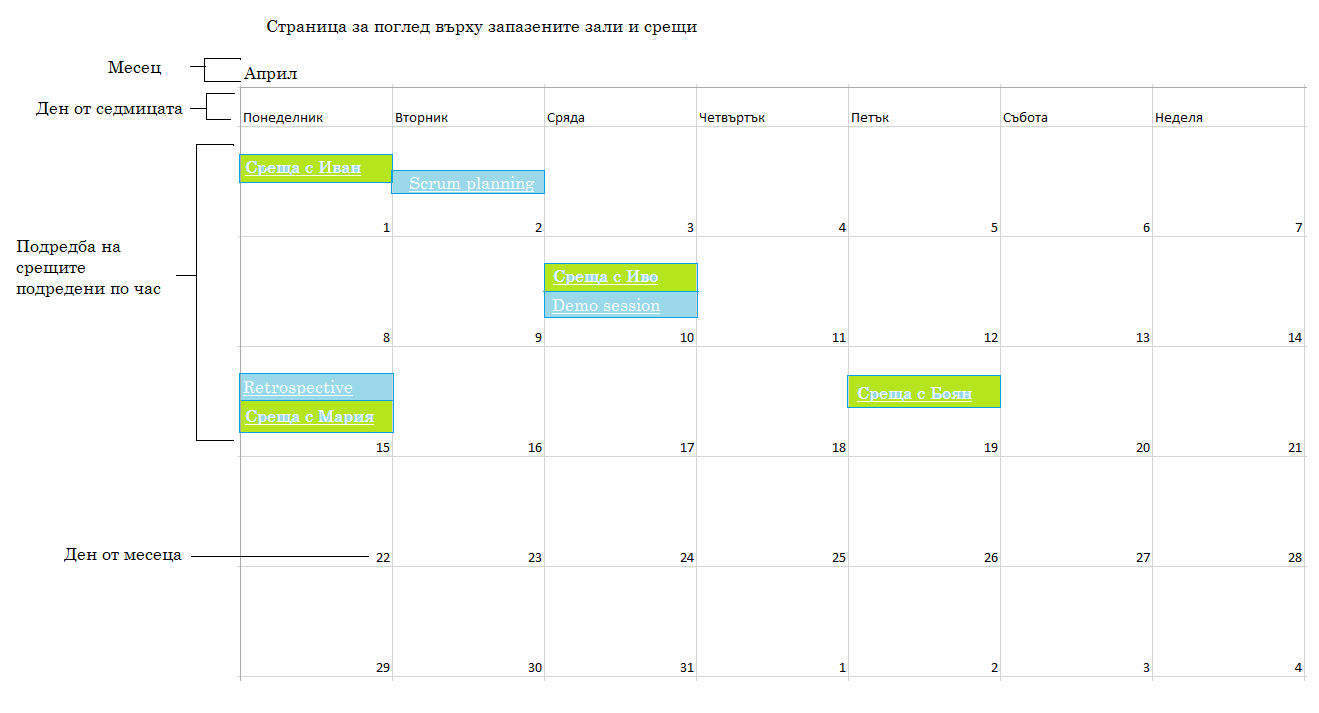 Страница за поглед върху запазените зали и срещи
Месец
Април
Ден от седмицата
Понеделник Вторник Сряда Четвъртък Петък Събота Неделя
Среща с Иван
Scrum planning
1 2 3 4 5 6 7
Подредба на
срещите
подредени по час
Среща с Иво
Demo session
8 9 10 11 12 13 14
Retrospective
Среща с Боян
Среща с Мария
15 16 17 18 19 20 21
Ден от месеца
22 23 24 25 26 27 28
29 30 31 1 2 3 4